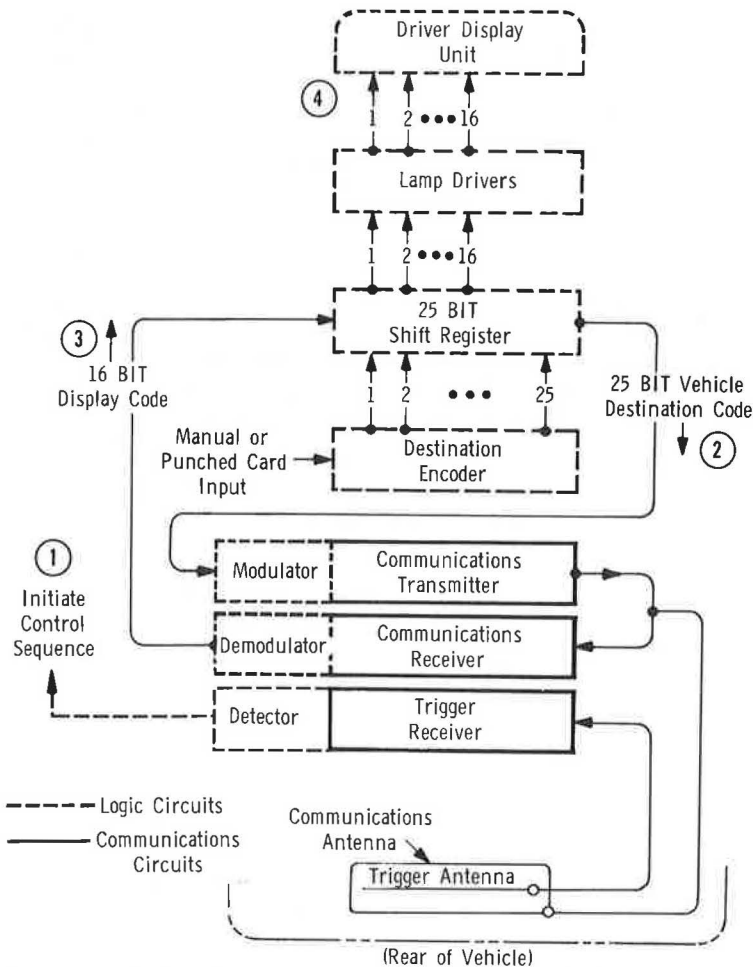 Driver Display
Unit
4
1 2 ••• 16
Lamp Drivers
1 2 ••• 16
25 BIT
Shift Register
3
16 BIT
Display Code
1 2 ••• 25
25 BIT Vehicle
Destination Code
2
Manual or
Punched Card
Input
Destination
Encoder
1
Initiate
Control
Sequence
Modulator
Communications
Transmitter
Demodulator
Communications
Receiver
Detector
Trigger
Receiver
Logic Circuits
Communications
Circuits
Communications
Antenna
Trigger Antenna
(Rear of Vehicle)